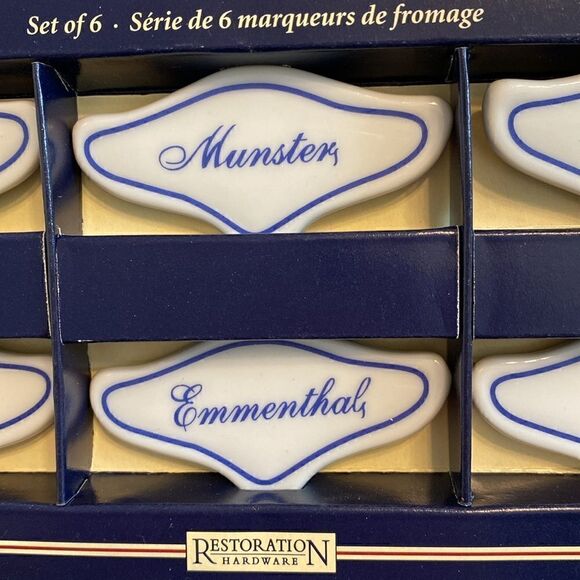 Set of 6 · Série de 6 marqueurs de fromage
Munster
Emmenthal
RESTORATION
HARDWARE